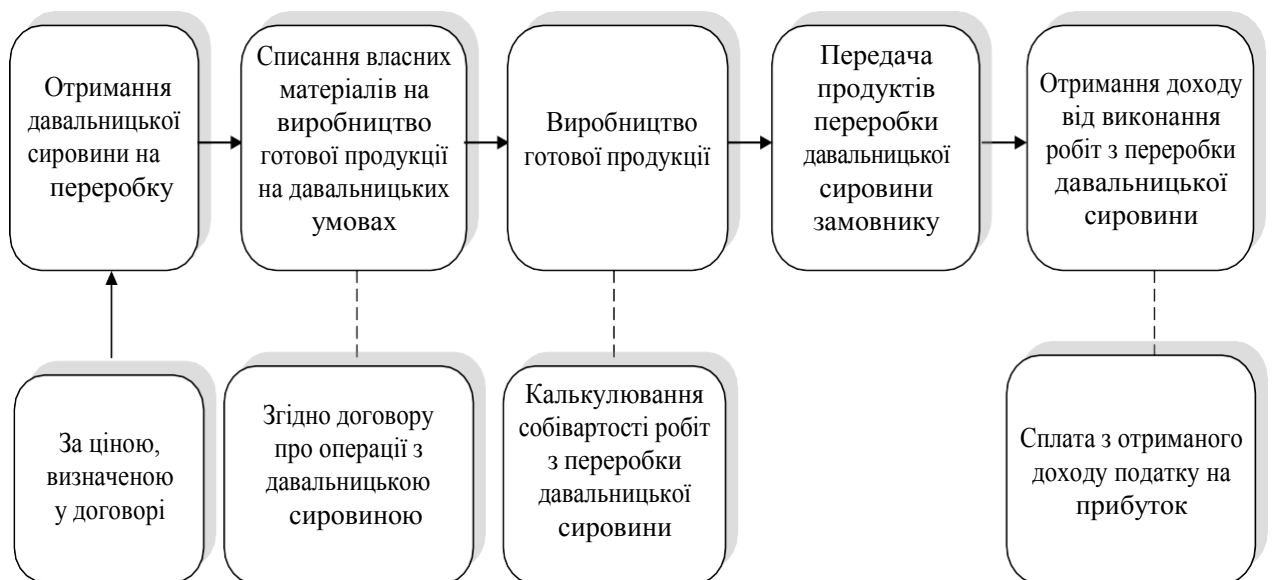 Отримання
давальницької
сировини на
переробку
Списання власних
матеріалів на
виробництво
готової продукції
на давальницьких
умовах
Виробництво
готової продукції
Передача
продуктів
переробки
давальницької
сировини
замовнику
Отримання доходу
від виконання
робіт з переробки
давальницької
сировини
За ціною,
визначеною
у договорі
Згідно договору
про операції з
давальницькою
сировиною
Калькулювання
собівартості робіт
з переробки
давальницької
сировини
Сплата з отриманого
доходу податку на
прибуток